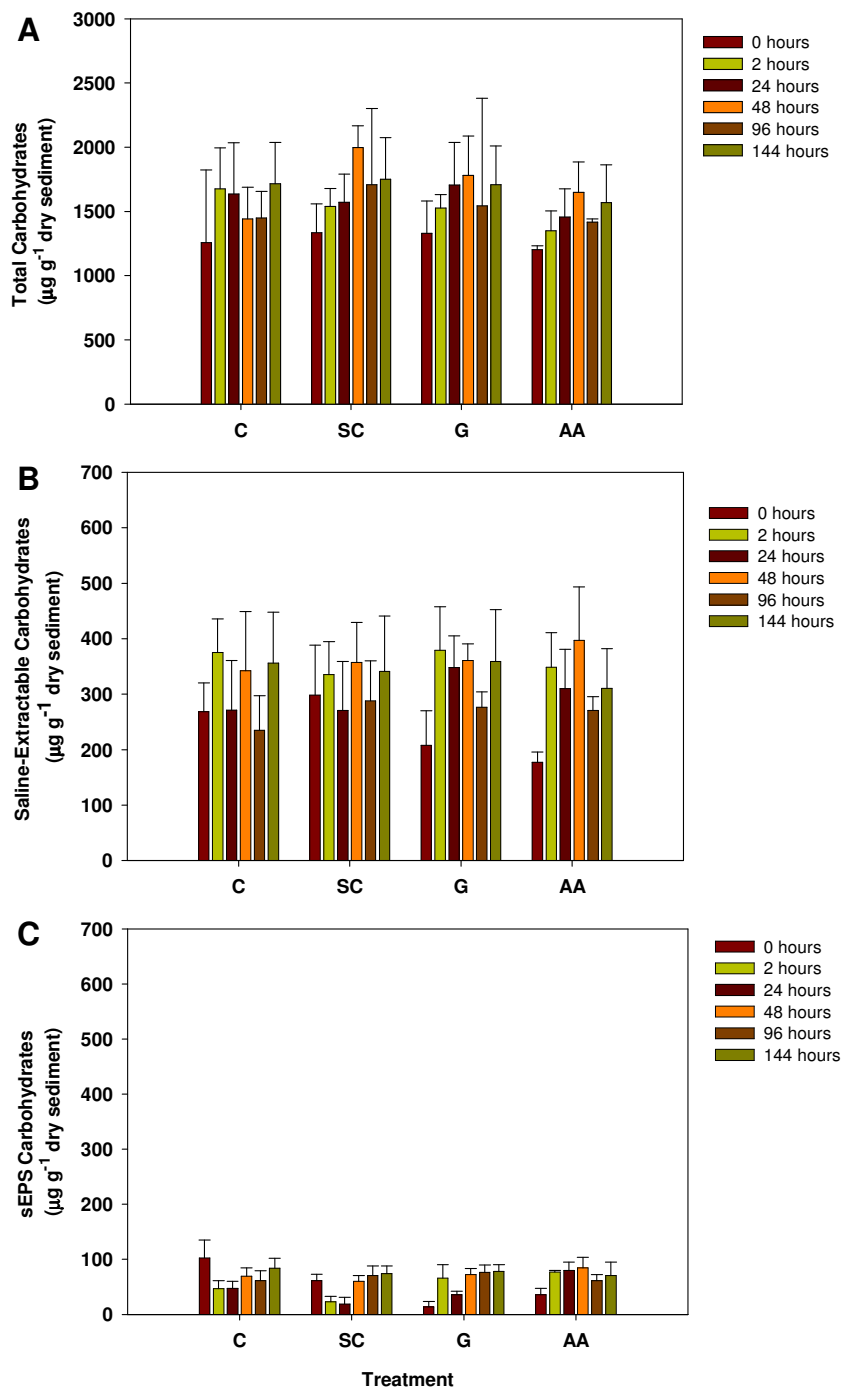 A
Total Carbohydrates
(µg g-1 dry sediment)
3000
2500
2000
1500
1000
500
0
C
SC
G
AA
0 hours
2 hours
24 hours
48 hours
96 hours
144 hours
B
Saline-Extractable Carbohydrates
(µg g-1 dry sediment)
700
600
500
400
300
200
100
0
C
SC
G
AA
0 hours
2 hours
24 hours
48 hours
96 hours
144 hours
C
sEPS Carbohydrates
(µg g-1 dry sediment)
700
600
500
400
300
200
100
0
C
SC
G
AA
Treatment
0 hours
2 hours
24 hours
48 hours
96 hours
144 hours